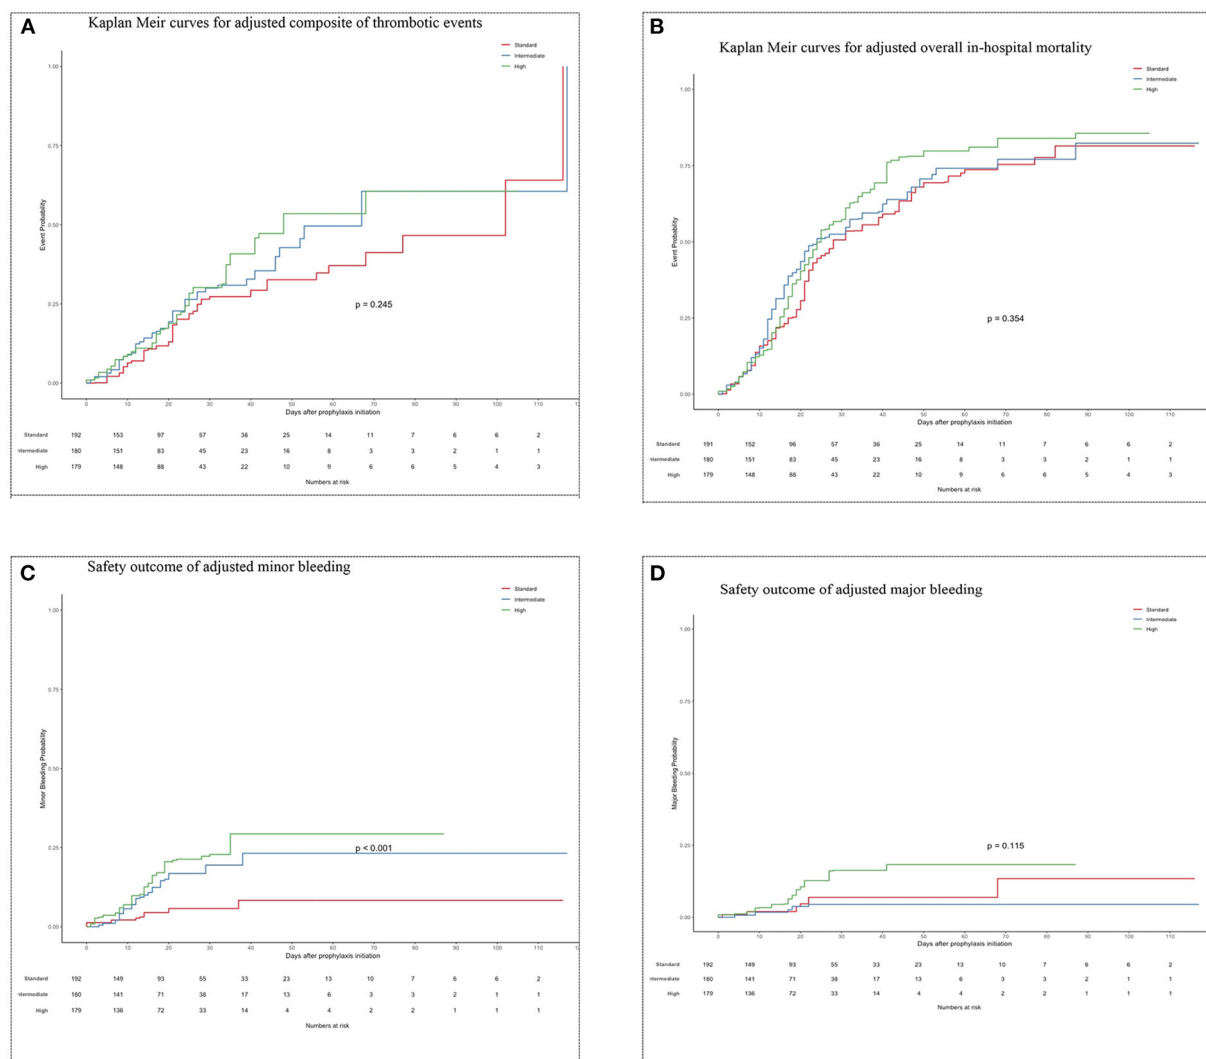 A
Kaplan Meir curves for adjusted composite of thrombotic events
Standard
Intermediate
High
1.00
0.75
0.50
0.25
0.00
Event Probability
p = 0.245
0 10 20 30 40 50 60 70 80 90 100 110
Days after prophylaxis initiation
Standard 192 153 97 57 36 25 14 11 7 6 6 2
ntermediate 180 151 83 45 23 16 8 3 3 2 1 1
High 179 148 88 43 22 10 9 6 6 5 4 3
Numbers at risk
B
Kaplan Meir curves for adjusted overall in-hospital mortality
Standard
Intermediate
High
1.00
0.75
0.50
0.25
0.00
Event Probability
p = 0.354
0 10 20 30 40 50 60 70 80 90 100 110
Days after prophylaxis initiation
Standard 191 152 96 57 36 25 14 11 7 6 6 2
ntermediate 180 151 83 45 23 16 8 3 3 2 1 1
High 179 148 88 43 22 10 9 6 6 5 4 3
Numbers at risk
C
Safety outcome of adjusted minor bleeding
Standard
Intermediate
High
1.00
0.75
0.50
0.25
0.00
Minor Bleeding Probability
p < 0.001
0 10 20 30 40 50 60 70 80 90 100 110
Days after prophylaxis initiation
Standard 192 149 93 55 33 23 13 10 7 6 6 2
ntermediate 180 141 71 38 17 13 6 3 3 2 1 1
High 179 136 72 33 14 4 4 2 2 1 1 1
Numbers at risk
D
Safety outcome of adjusted major bleeding
Standard
Intermediate
High
1.00
0.75
0.50
0.25
0.00
Major Bleeding Probability
p = 0.115
0 10 20 30 40 50 60 70 80 90 100 110
Days after prophylaxis initiation
Standard 192 149 93 55 33 23 13 10 7 6 6 2
ntermediate 180 141 71 38 17 13 6 3 3 2 1 1
High 179 136 72 33 14 4 4 2 2 1 1 1
Numbers at risk